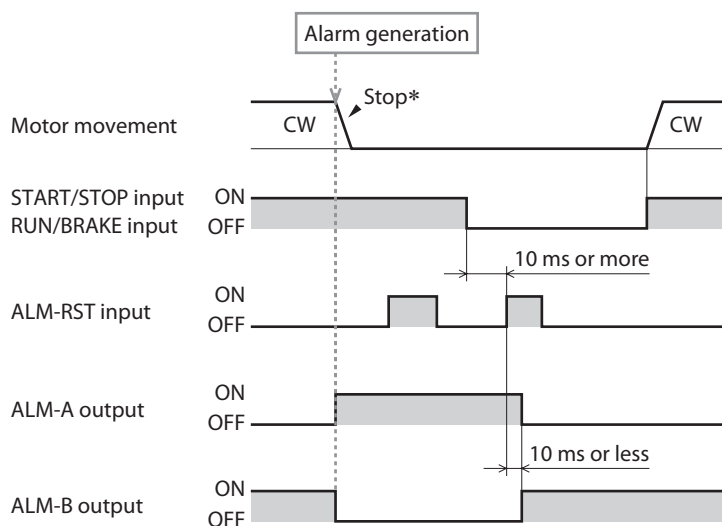 Alarm generation
Stop*
Motor movement
CW
CW
START/STOP input
RUN/BRAKE input
ON
OFF
10 ms or more
ALM-RST input
ON
OFF
ALM-A output
ON
OFF
10 ms or less
ALM-B output
ON
OFF